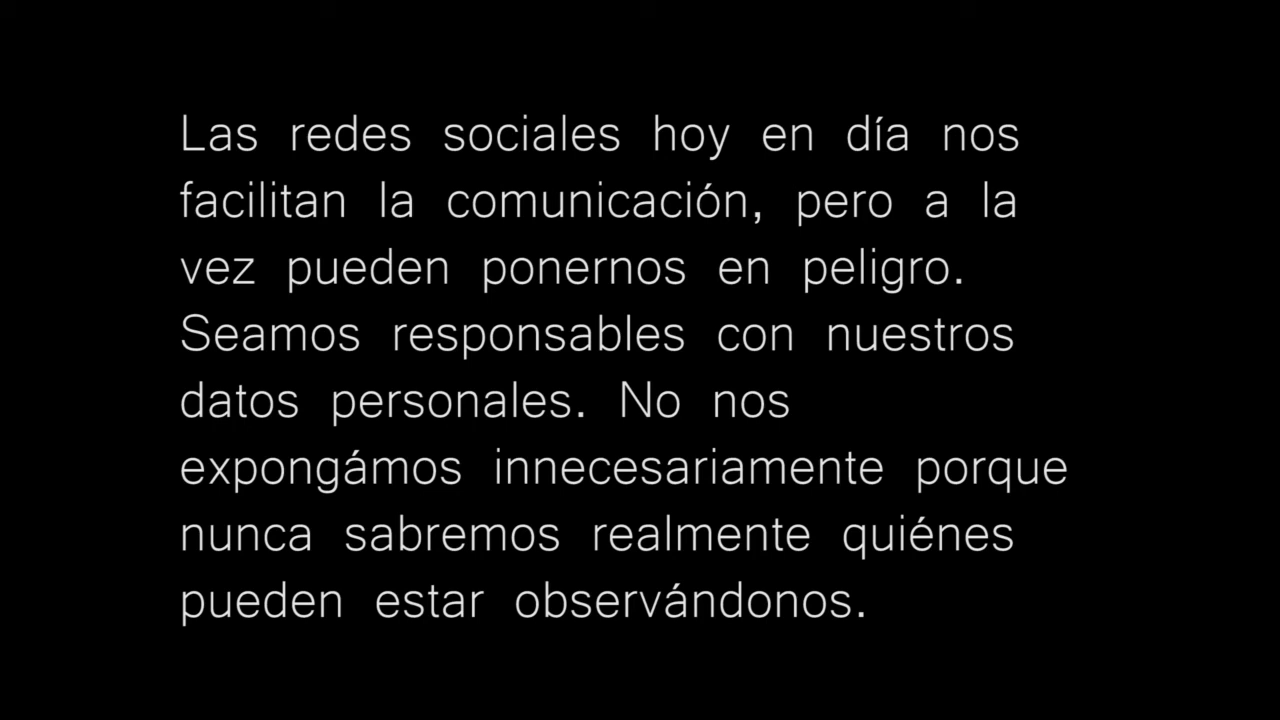 Las redes sociales hoy en día nos
facilitan la comunicación, pero a la
vez pueden ponernos en peligro.
Seamos responsables con nuestros
datos personales. No nos
expongámos innecesariamente porque
nunca sabremos realmente quiénes
pueden estar observándonos.